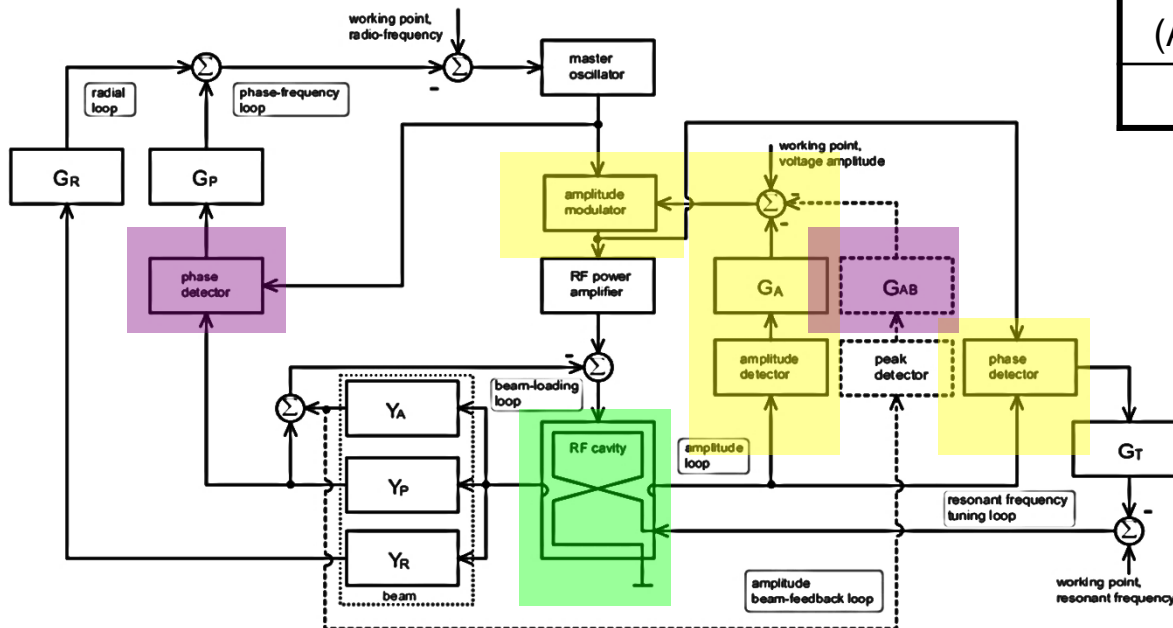 working point,
radio-frequency
(A
master
oscillator
Σ
Σ
-
radial
loop
phase-frequency
loop
working point,
voltage amplitude
GR
GP
amplitude
modulator
Σ
-
-
phase
detector
RF power
amplifier
GA
GAB
amplitude
detector
peak
detector
phase
detector
-
Σ
beam-loading
loop
Σ
YA
RF cavity
amplitude
loop
GT
YP
resonant frequency
tuning loop
-
Σ
YR
beam
amplitude
beam-feedback loop
working point,
resonant frequency